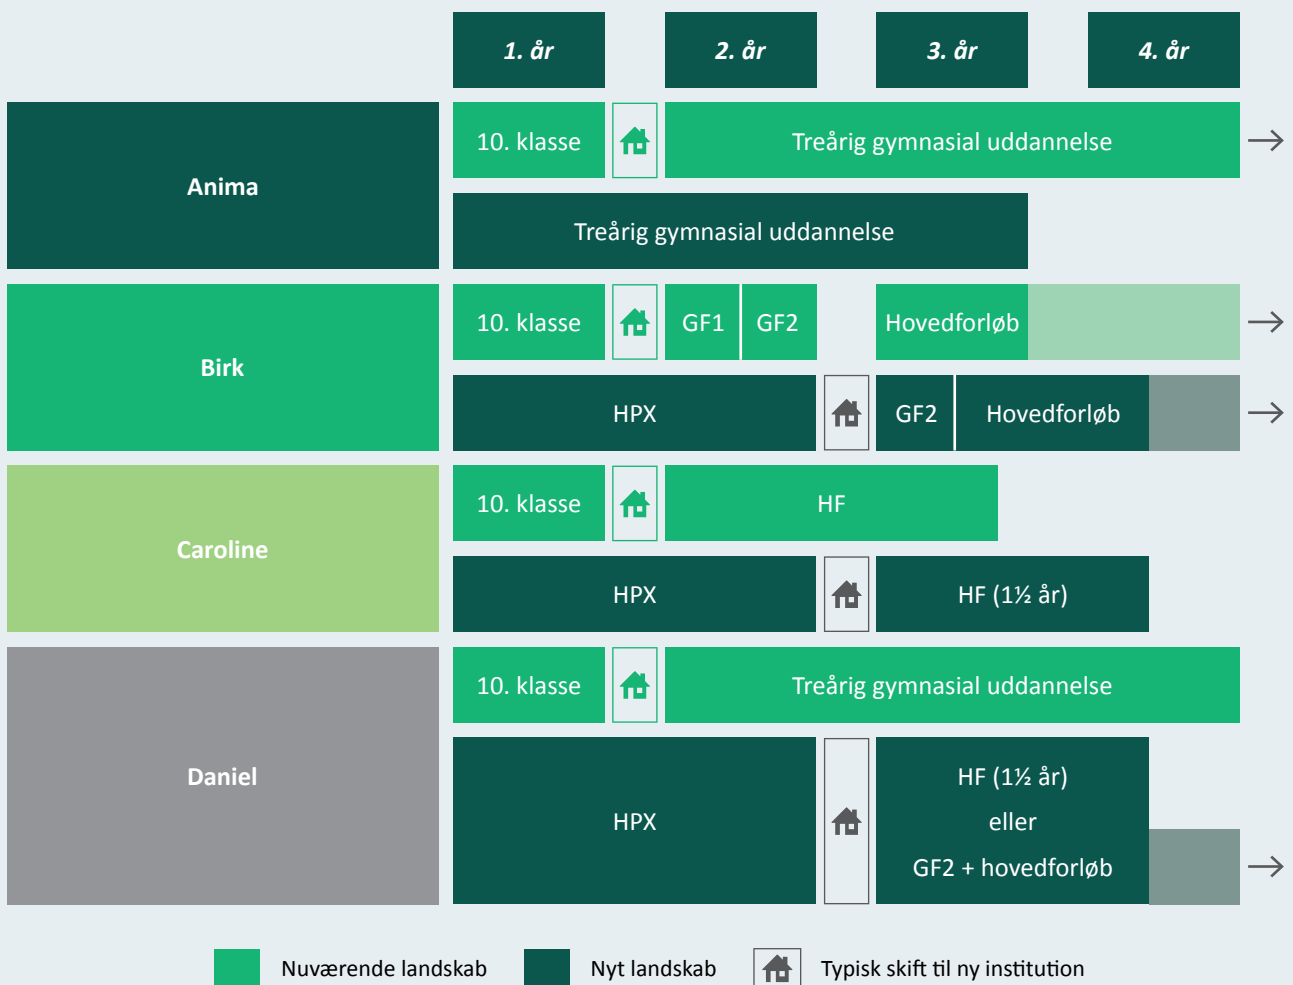 1. år
2. år
3. år
4. år
Anima
10. klasse
Treårig gymnasial uddannelse
Treårig gymnasial uddannelse
Birk
10. klasse
GF1
GF2
Hovedforløb
HPX
GF2
Hovedforløb
Caroline
10. klasse
HF
HPX
HF (1½ år)
Daniel
10. klasse
Treårig gymnasial uddannelse
HPX
HF (1½ år)
eller
GF2 + hovedforløb
Nuværende landskab
Nyt landskab
Typisk skift til ny institution